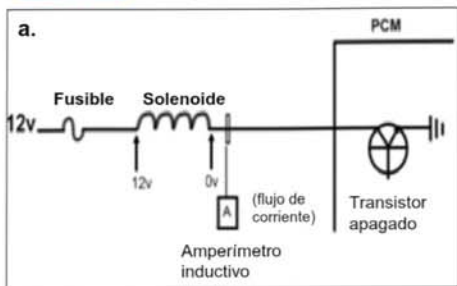 a.
PCM
Fusible
Solenoide
12v
12v
0v
A
(flujo de
corriente)
Transistor
apagado
Amperímetro
inductivo